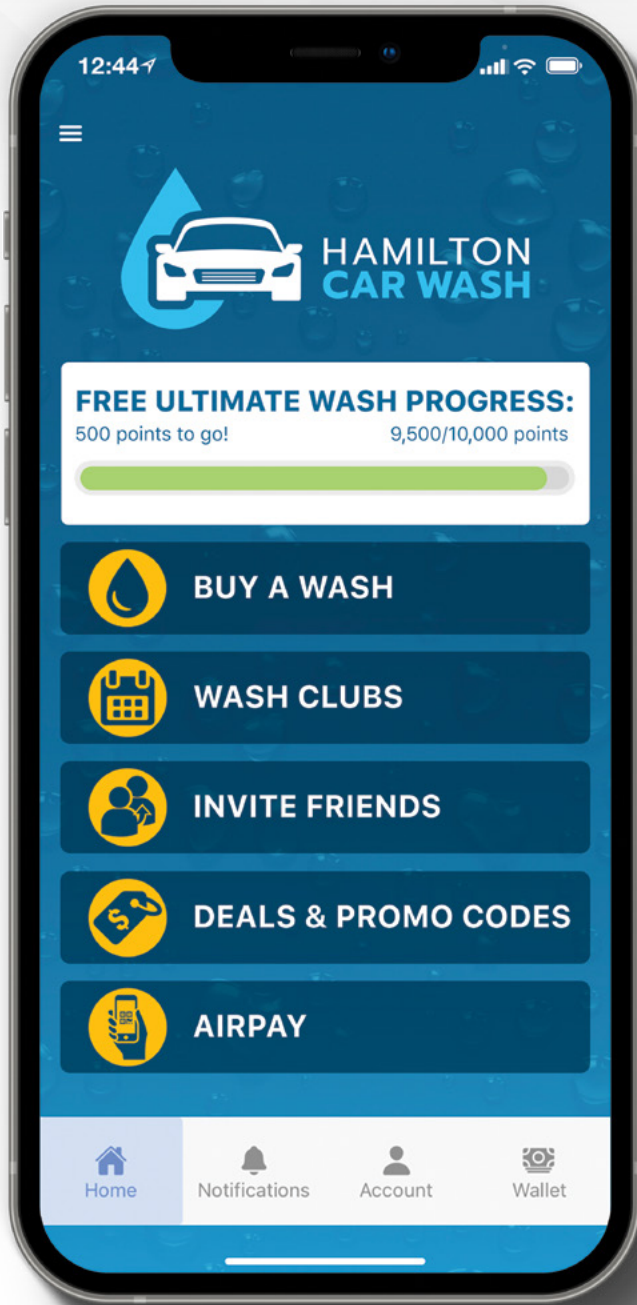 12:44
HAMILTON
CAR WASH
FREE ULTIMATE WASH PROGRESS:
500 points to go! 9,500/10,000 points
BUY A WASH
WASH CLUBS
INVITE FRIENDS
DEALS & PROMO CODES
$
AIRPAY
Home Notifications Account Wallet